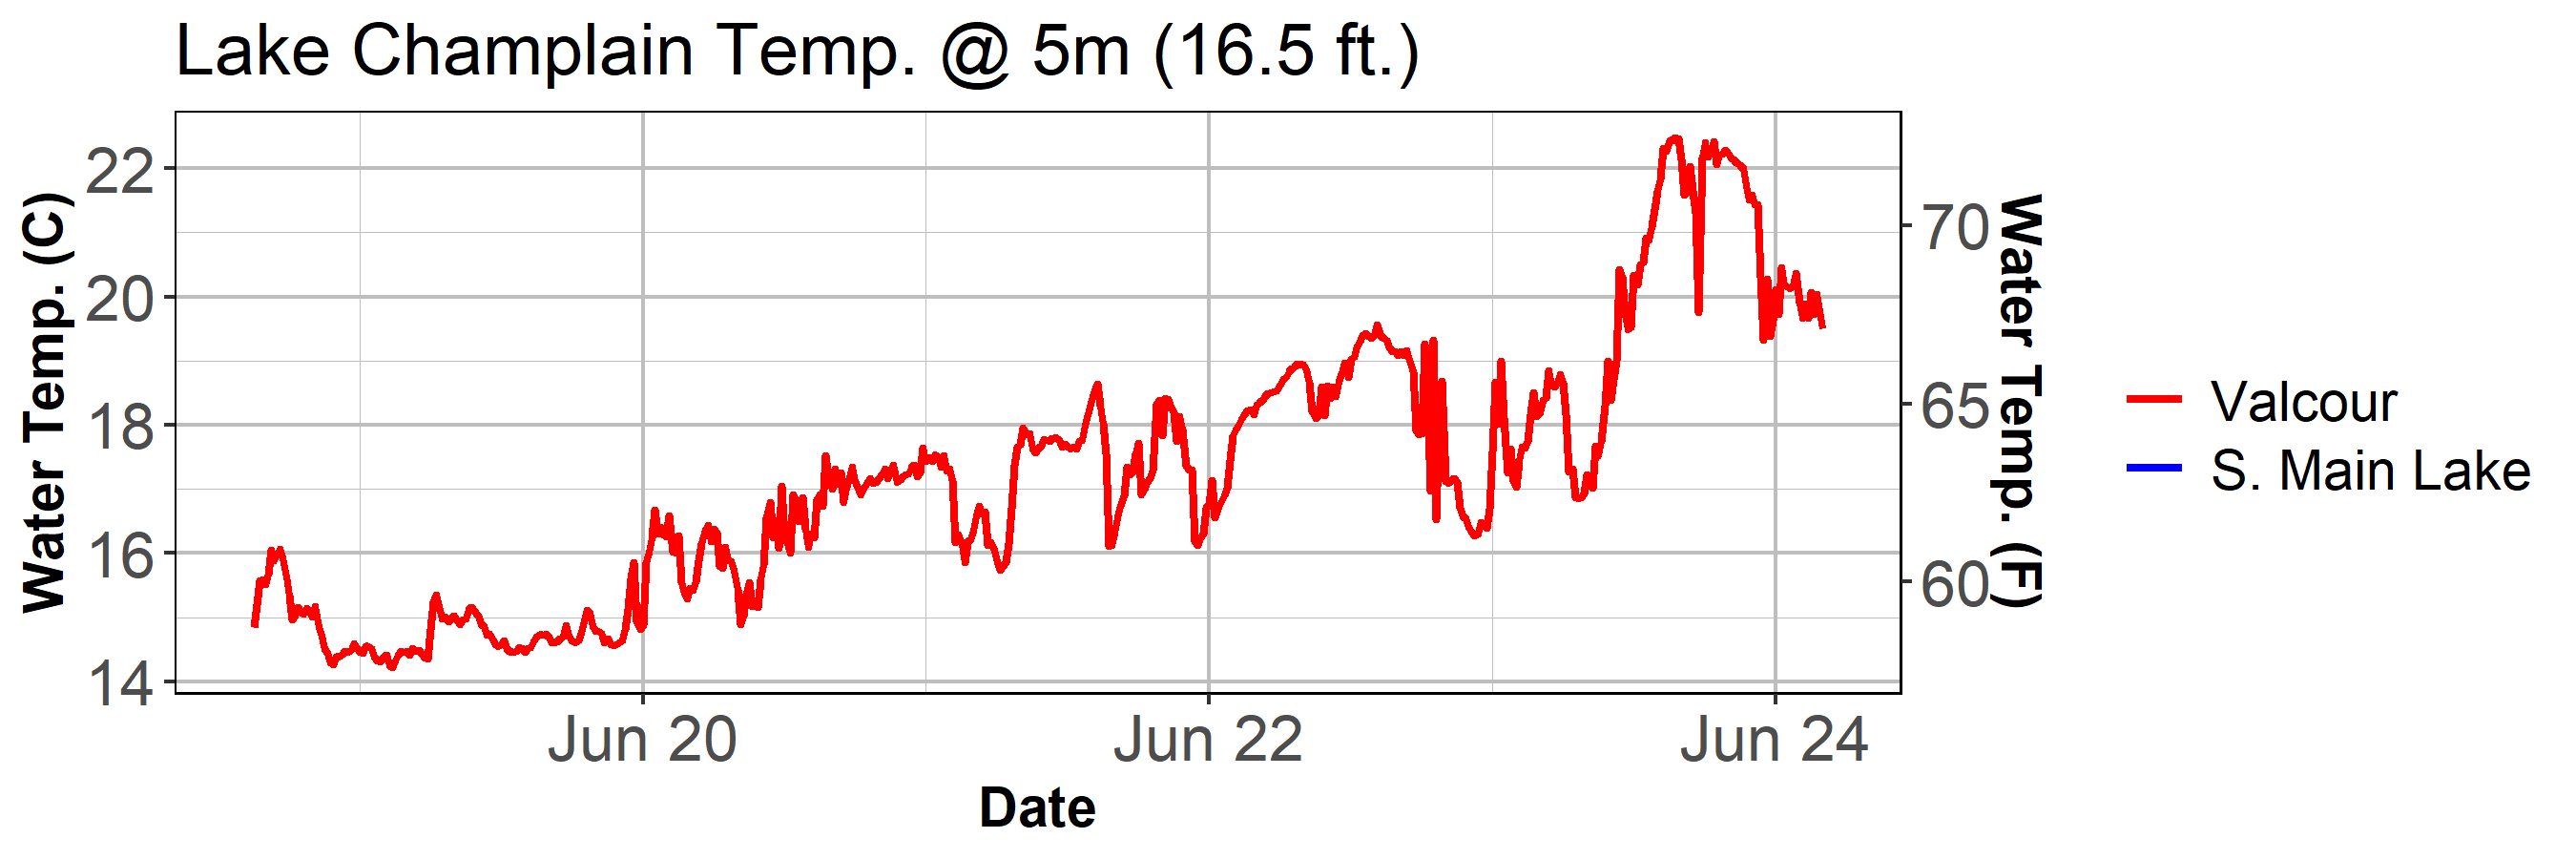 Lake Champlain Temp. @ 5m (16.5 ft.)
Water Temp. (C)
22
20
18
16
14
70
65
60
Water Temp. (F)
Jun 20
Jun 22
Jun 24
Date
Valcour
S. Main Lake